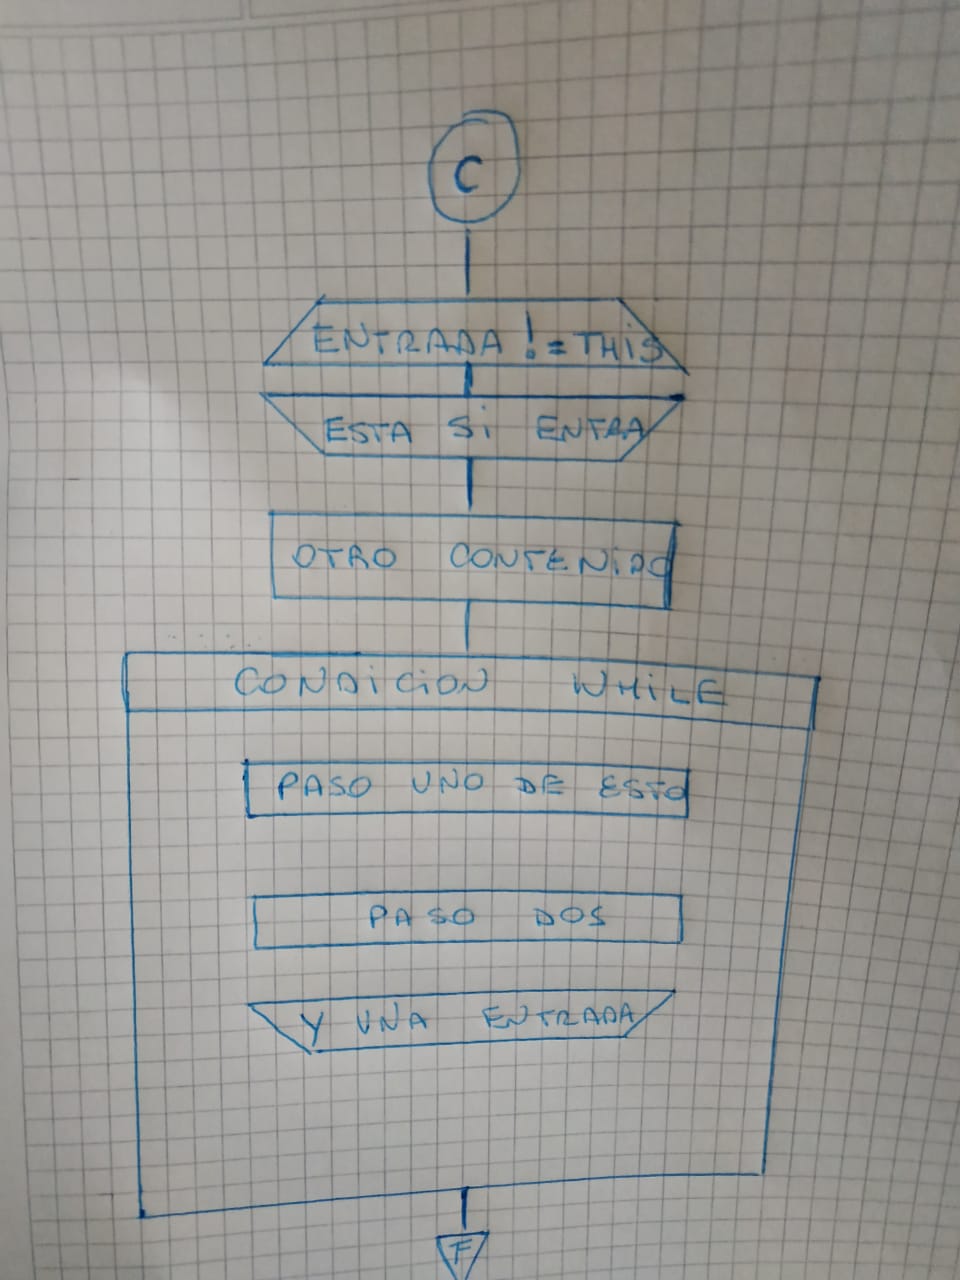 C
ENTRADA != THiS
ESTA Si ENTRA
OTRO CONTENiDO
CONDiCiON WHiLE
PASO UNO DE ESTO
PASO DOS
Y UNA ENTRADA
F